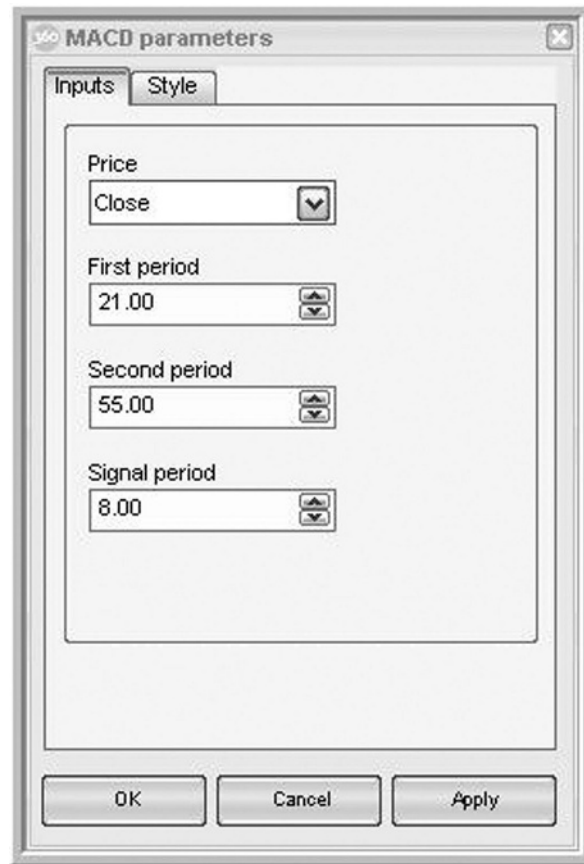 360 MACD parameters
Inputs Style
Price
Close
First period
21.00
Second period
55.00
Signal period
8.00
OK Cancel Apply